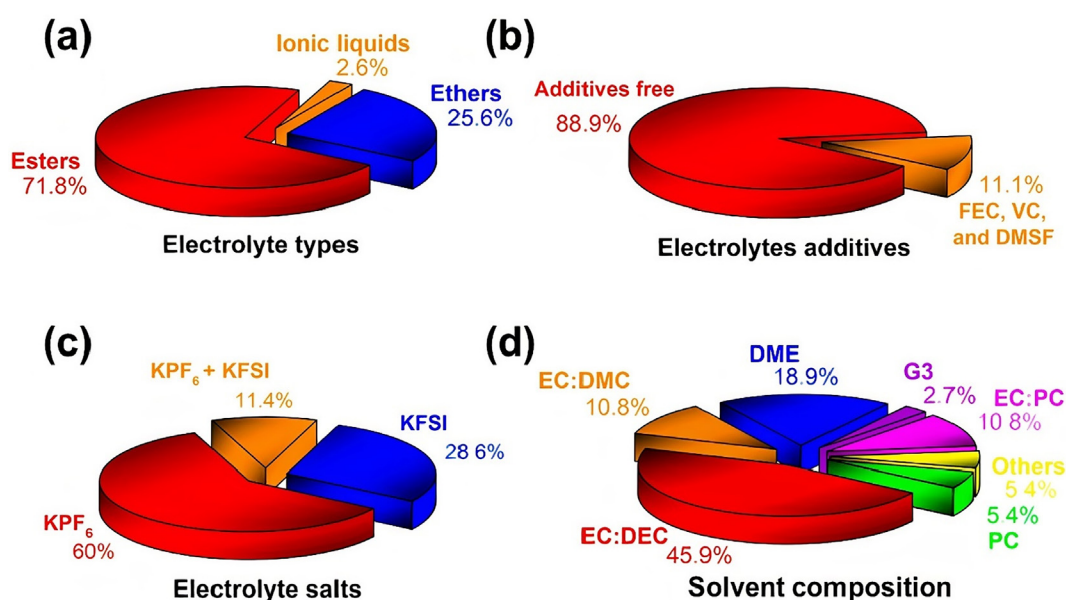 (a)
Ionic liquids
2.6%
Ethers
25.6%
Esters
71.8%
Electrolyte types
(b)
Additives free
88.9%
11.1%
FEC, VC,
and DMSF
Electrolytes additives
(c)
KPF₆ + KFSI
11.4%
KFSI
28 6%
KPF₆
60%
Electrolyte salts
(d)
DME
18.9%
G3
2.7%
EC:DMC
10.8%
EC:PC
10 8%
Others
5 4%
5.4%
PC
EC:DEC
45.9%
Solvent composition